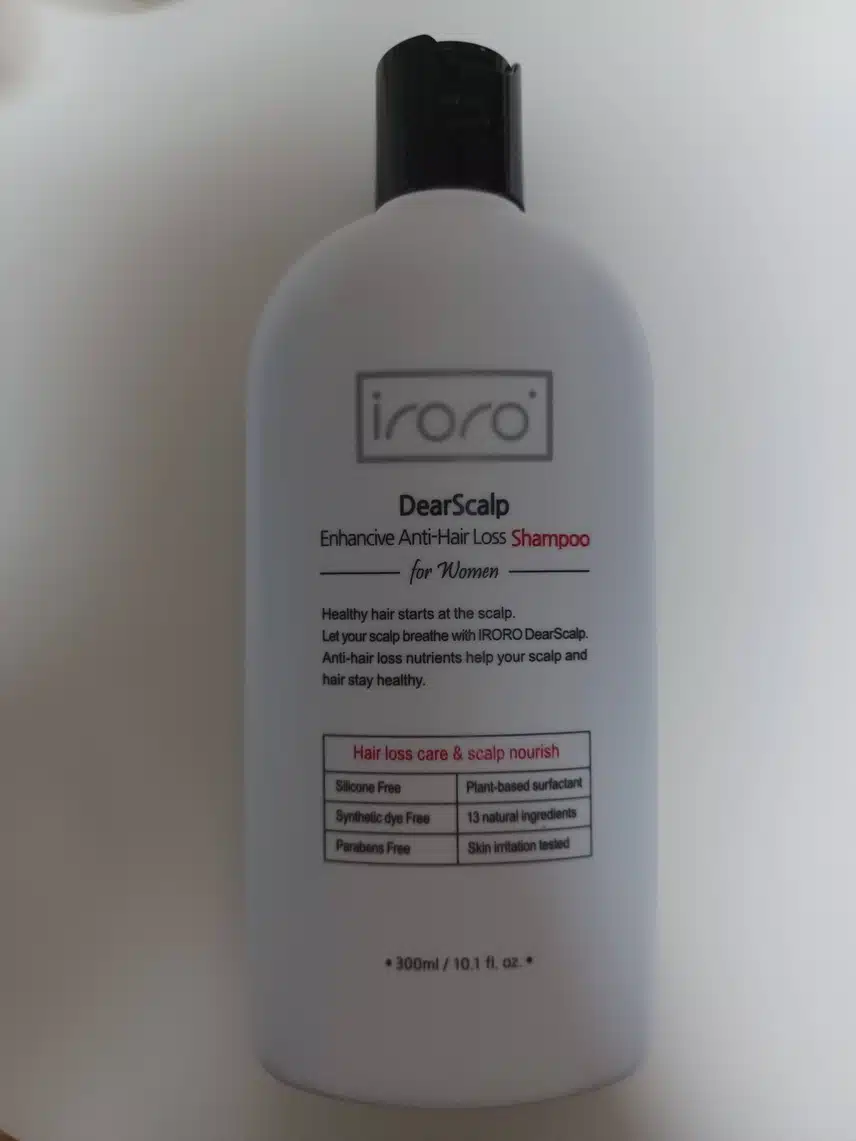 iroro
DearScalp
Enhancive Anti-Hair Loss Shampoo
for Women
Healthy hair starts at the scalp.
Let your scalp breathe with IRORO DearScalp.
Anti-hair loss nutrients help your scalp and
hair stay healthy.
Hair loss care & scalp nourish
Silicone Free Plant-based surfactant
Synthetic dye Free 13 natural ingredients
Parabens Free Skin irritation tested
• 300ml / 10.1 fl. oz. •